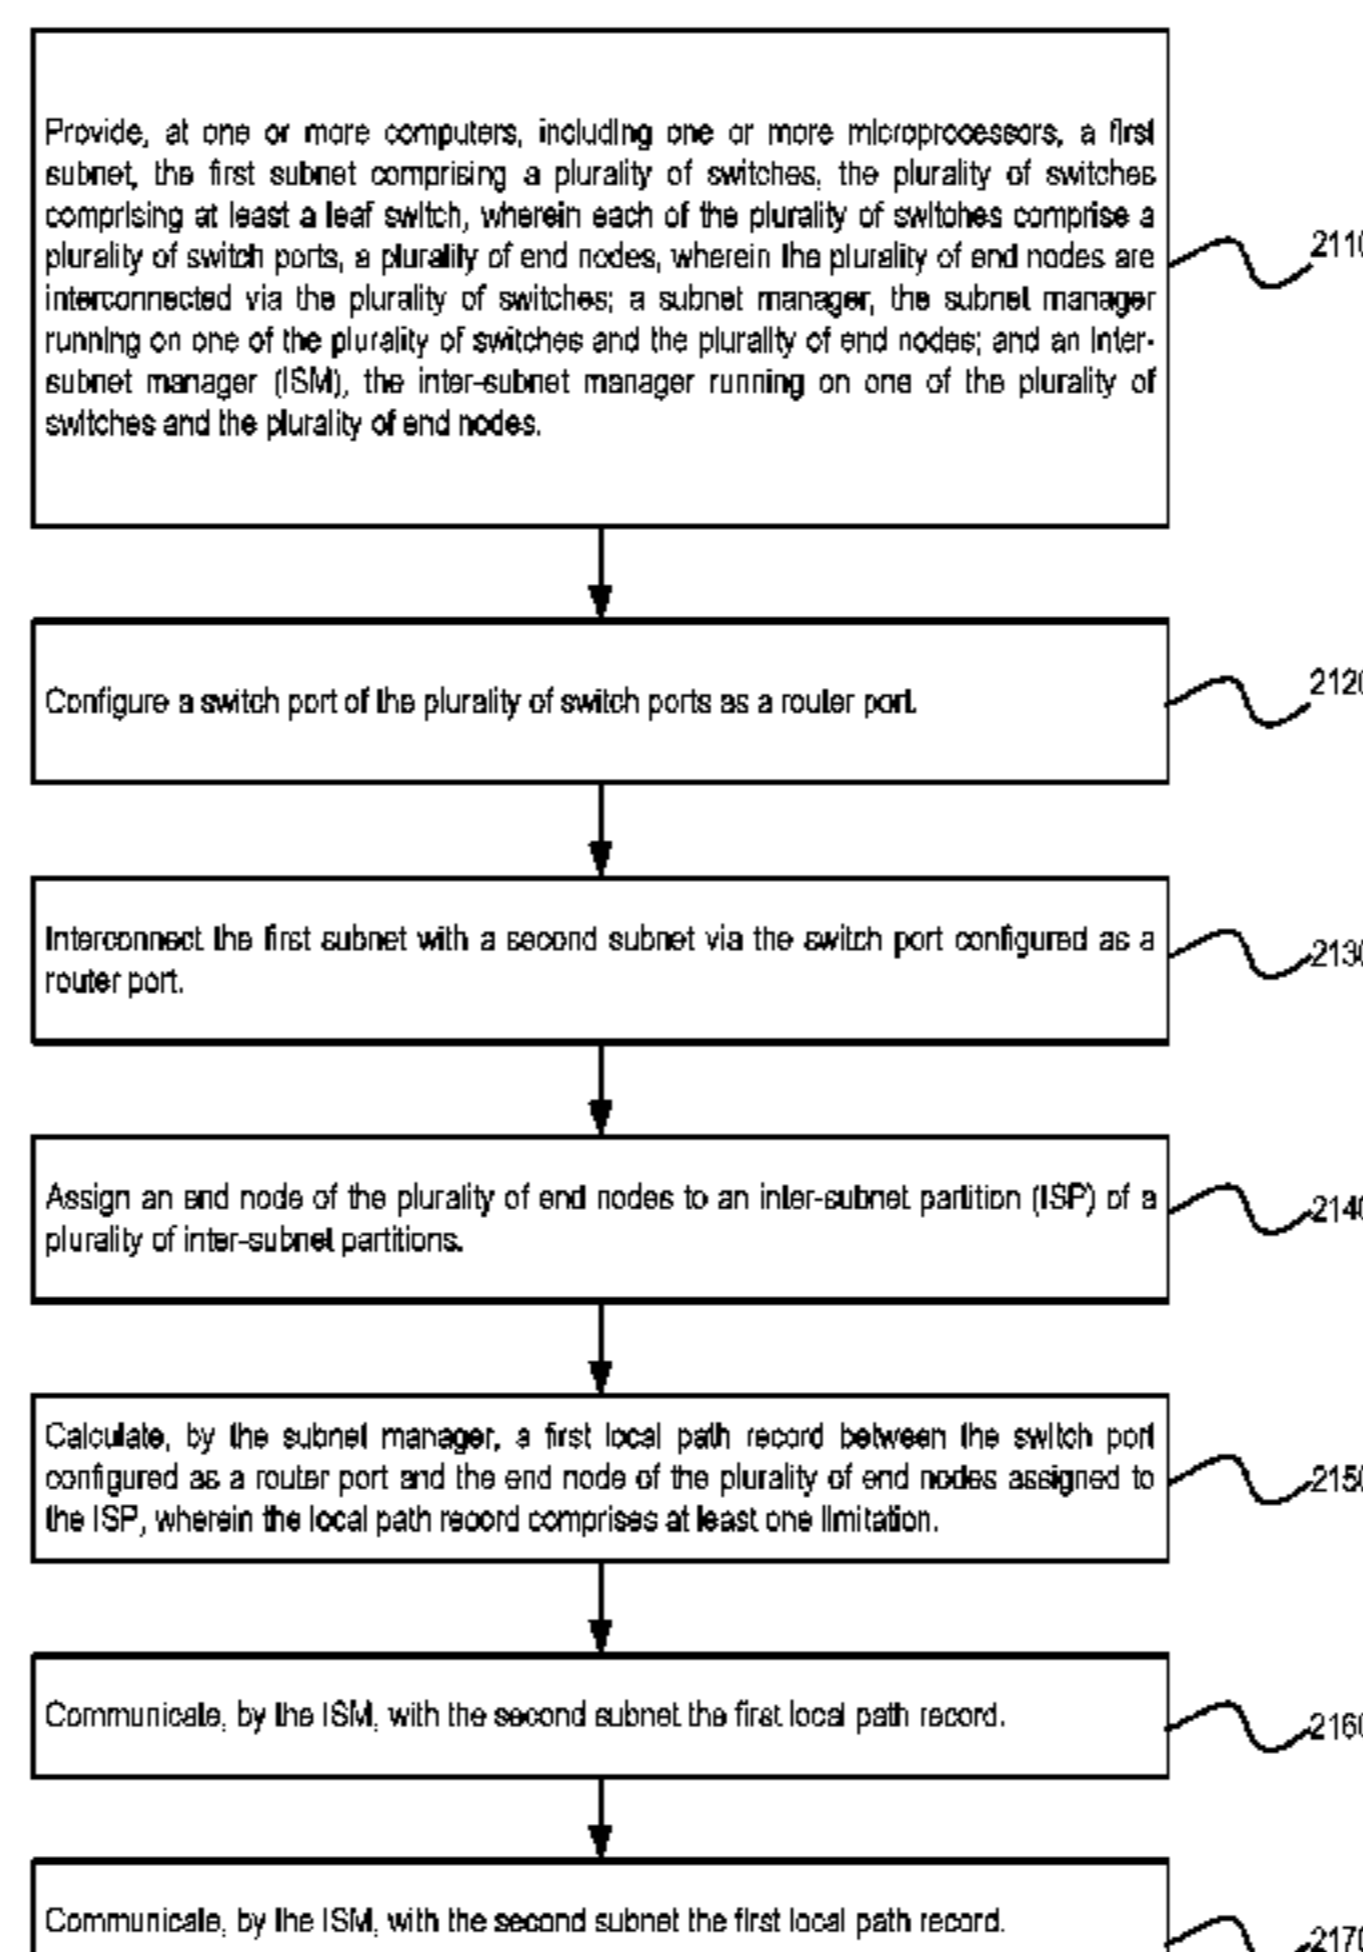 Provide, at one or more computers, including one or more microprocessors, a first
subnet, the first subnet comprising a plurality of switches, the plurality of switches
comprising at least a leaf switch, wherein each of the plurality of switches comprise a
plurality of switch ports, a plurality of end nodes, wherein the plurality of end nodes are
interconnected via the plurality of switches; a subnet manager, the subnet manager
running on one of the plurality of switches and the plurality of end nodes; and an inter-
subnet manager (ISM), the inter-subnet manager running on one of the plurality of
switches and the plurality of end nodes.
2110
Configure a switch port of the plurality of switch ports as a router port.
2120
Interconnect the first subnet with a second subnet via the switch port configured as a
router port.
2130
Assign an end node of the plurality of end nodes to an inter-subnet partition (ISP) of a
plurality of inter-subnet partitions.
2140
Calculate, by the subnet manager, a first local path record between the switch port
configured as a router port and the end node of the plurality of end nodes assigned to
the ISP, wherein the local path record comprises at least one limitation.
2150
Communicate, by the ISM, with the second subnet the first local path record.
2160
Communicate, by the ISM, with the second subnet the first local path record.
2170